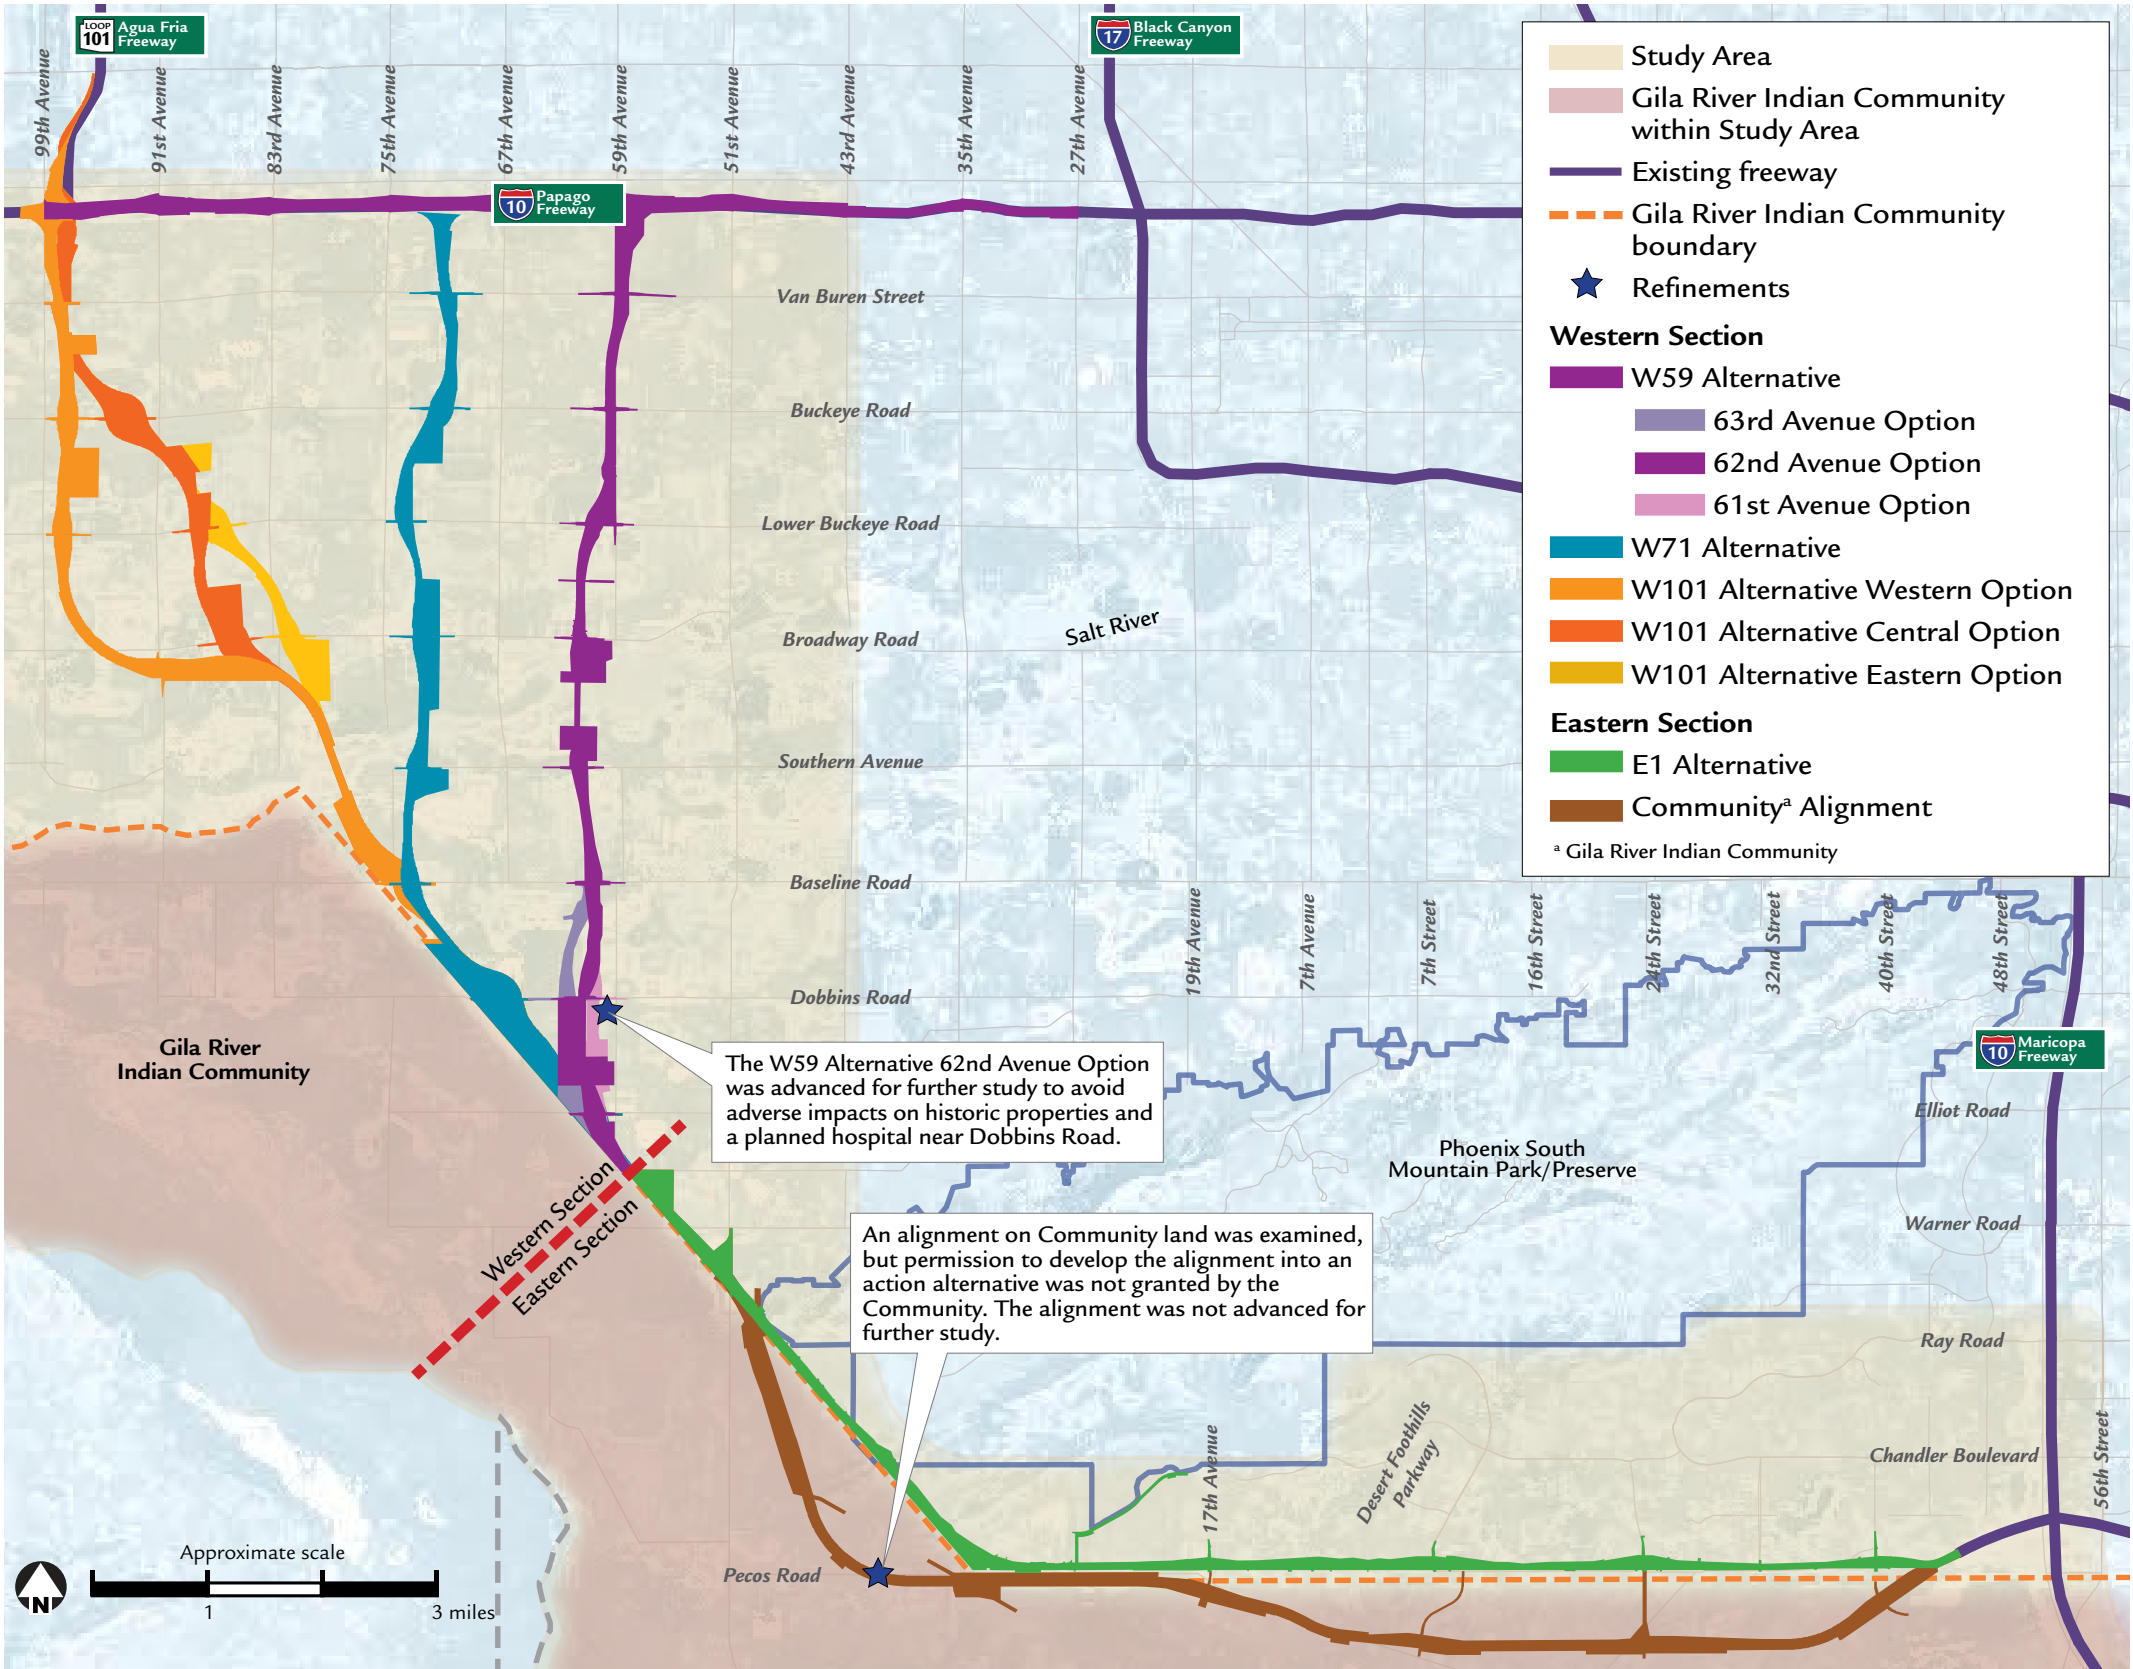 LOOP
101
Agua Fria
Freeway
17
Black Canyon
Freeway
99th Avenue
91st Avenue
83rd Avenue
75th Avenue
67th Avenue
59th Avenue
51st Avenue
43rd Avenue
35th Avenue
27th Avenue
10
Papago
Freeway
Study Area
Gila River Indian Community
within Study Area
Existing freeway
Gila River Indian Community
boundary
Refinements
Western Section
W59 Alternative
63rd Avenue Option
62nd Avenue Option
61st Avenue Option
W71 Alternative
W101 Alternative Western Option
W101 Alternative Central Option
W101 Alternative Eastern Option
Eastern Section
E1 Alternative
Communityª Alignment
ª Gila River Indian Community
Van Buren Street
Buckeye Road
Lower Buckeye Road
Broadway Road
Salt River
Southern Avenue
Baseline Road
Dobbins Road
19th Avenue
7th Avenue
7th Street
16th Street
24th Street
32nd Street
40th Street
48th Street
10
Maricopa
Freeway
Gila River
Indian Community
The W59 Alternative 62nd Avenue Option
was advanced for further study to avoid
adverse impacts on historic properties and
a planned hospital near Dobbins Road.
Elliot Road
Phoenix South
Mountain Park/Preserve
Western Section
Eastern Section
Warner Road
An alignment on Community land was examined,
but permission to develop the alignment into an
action alternative was not granted by the
Community. The alignment was not advanced for
further study.
Ray Road
Desert Foothills
Parkway
17th Avenue
Chandler Boulevard
56th Street
Pecos Road
Approximate scale
N
1
3 miles